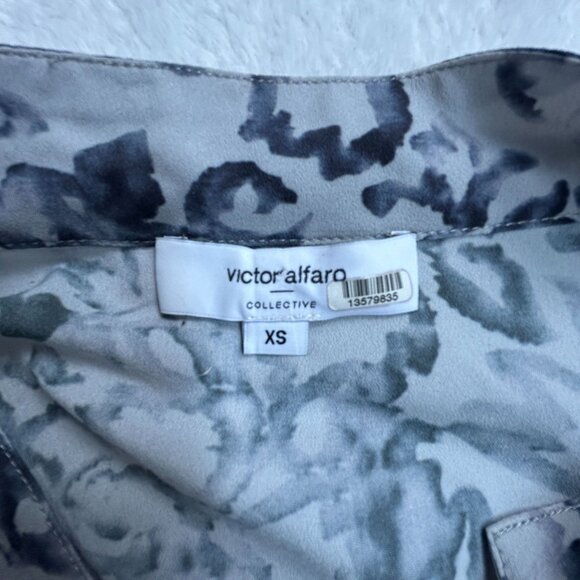 victor alfaro
COLLECTIVE
13579835
XS